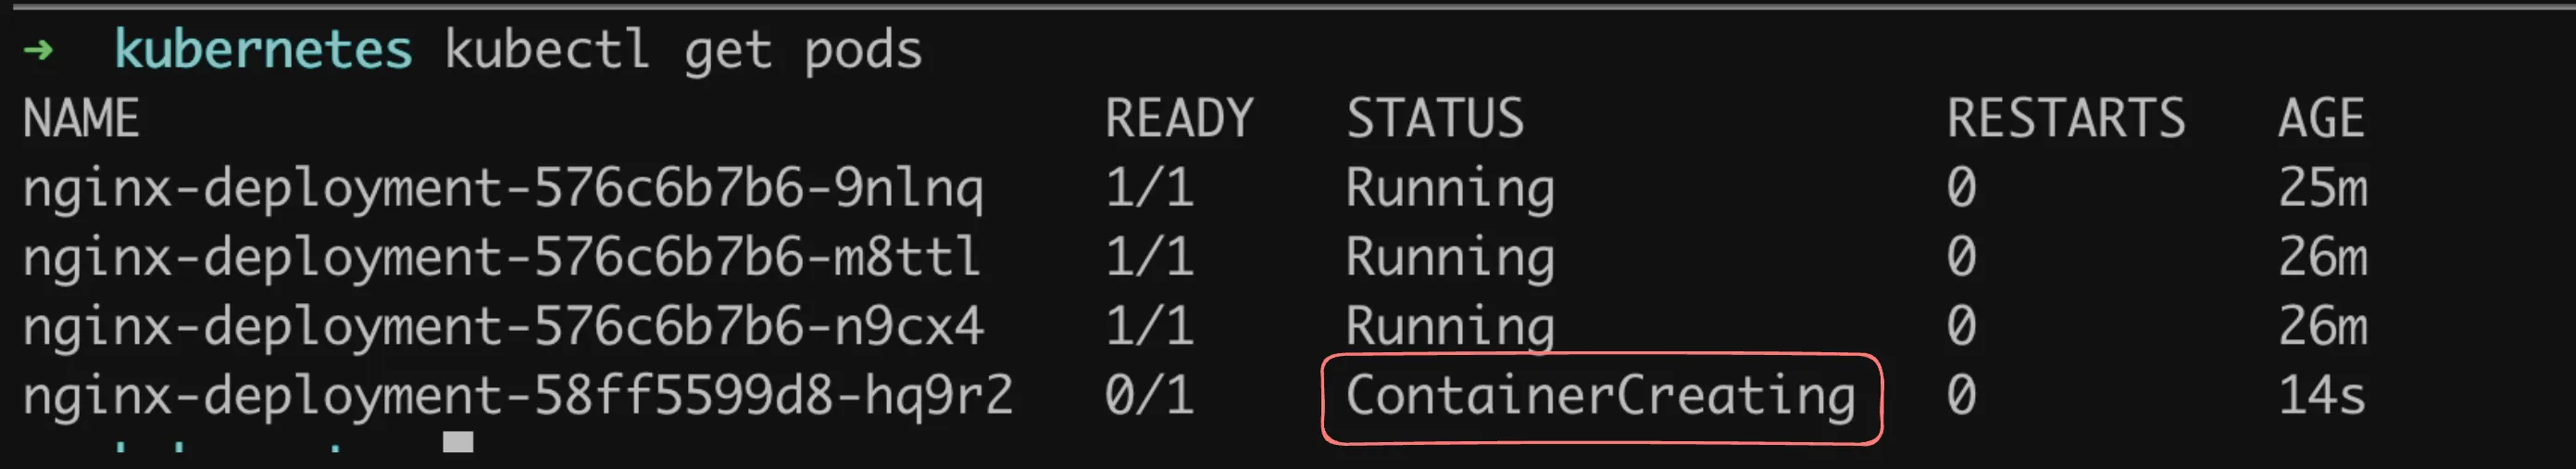 → kubernetes kubectl get pods
NAME READY STATUS RESTARTS AGE
nginx-deployment-576c6b7b6-9nlnq 1/1 Running 0 25m
nginx-deployment-576c6b7b6-m8ttl 1/1 Running 0 26m
nginx-deployment-576c6b7b6-n9cx4 1/1 Running 0 26m
nginx-deployment-58ff5599d8-hq9r2 0/1 ContainerCreating 0 14s